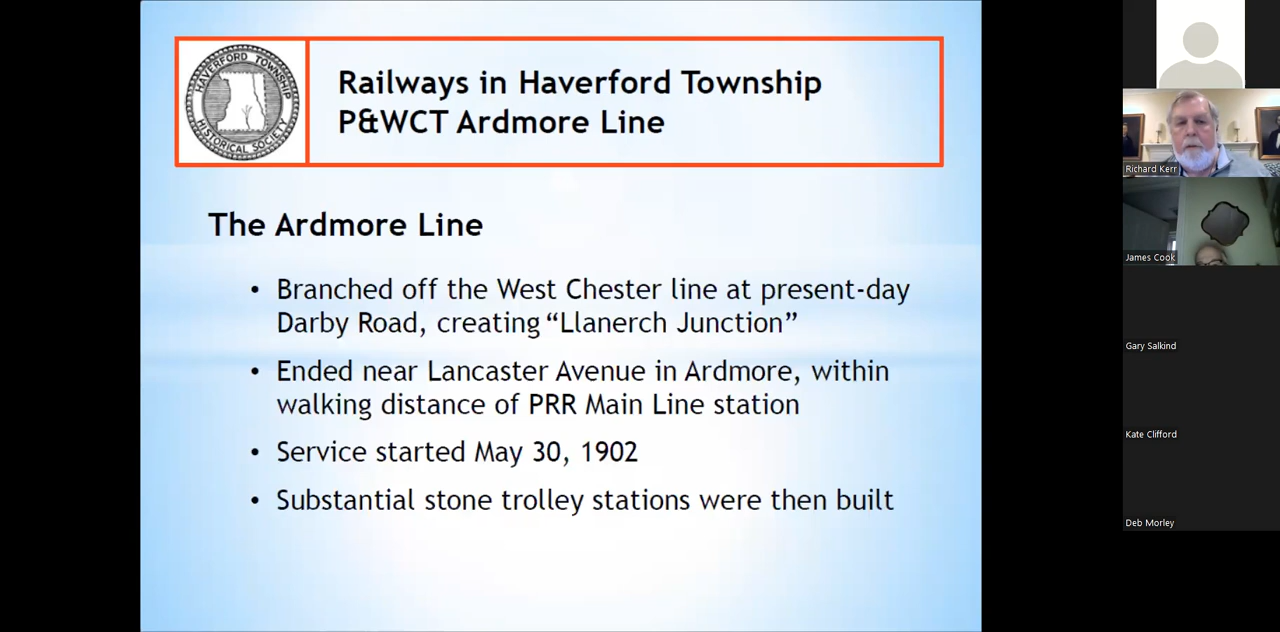 HAVERFORD TOWNSHIP
HISTORICAL SOCIETY
Railways in Haverford Township
P&WCT Ardmore Line
The Ardmore Line
• Branched off the West Chester line at present-day
Darby Road, creating “Llanerch Junction”
• Ended near Lancaster Avenue in Ardmore, within
walking distance of PRR Main Line station
• Service started May 30, 1902
• Substantial stone trolley stations were then built
Richard Kerr
James Cook
Gary Salkind
Kate Clifford
Deb Morley